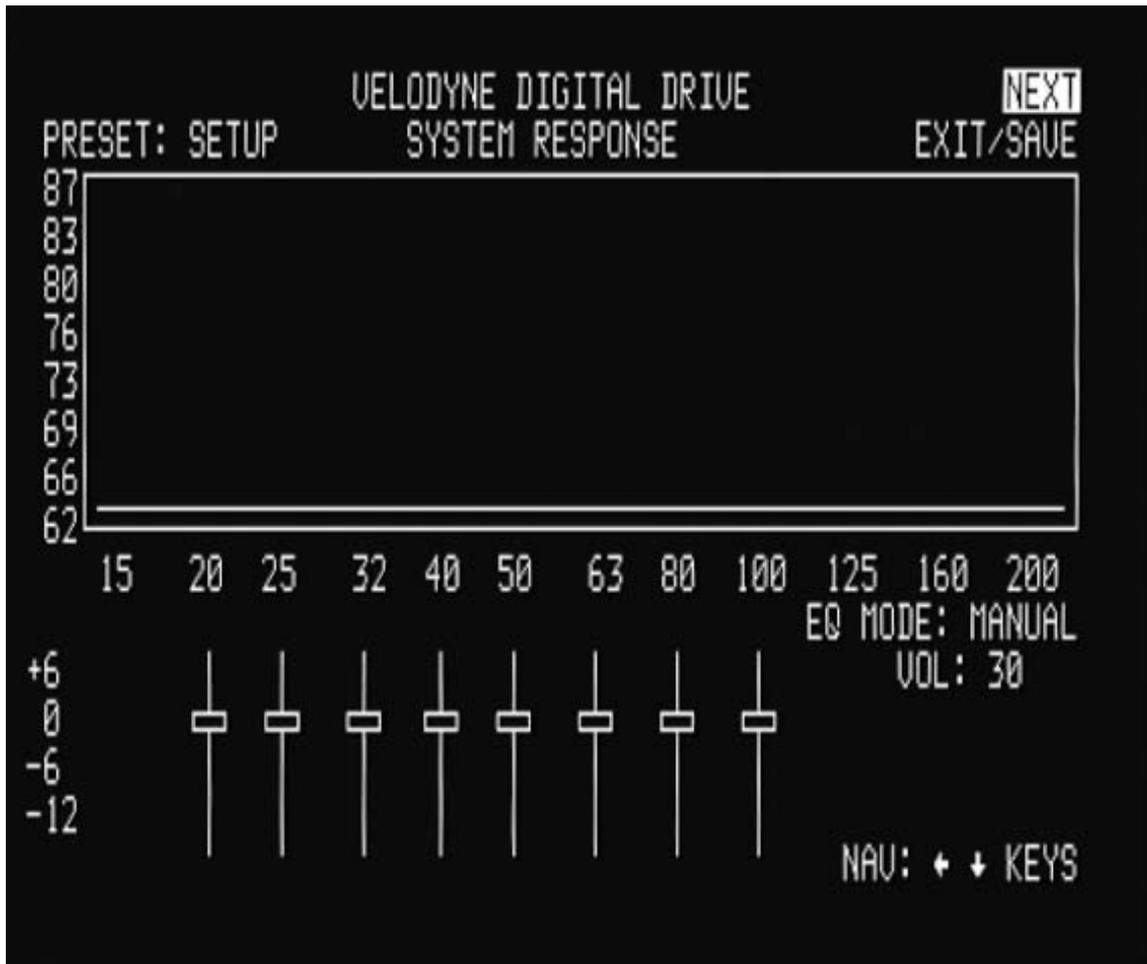 VELODYNE DIGITAL DRIVE NEXT
PRESET: SETUP SYSTEM RESPONSE EXIT/SAVE
87
83
80
76
73
69
66
62
15 20 25 32 40 50 63 80 100 125 160 200
EQ MODE: MANUAL
VOL: 30
+6
0
-6
-12
NAV: ← ↓ KEYS